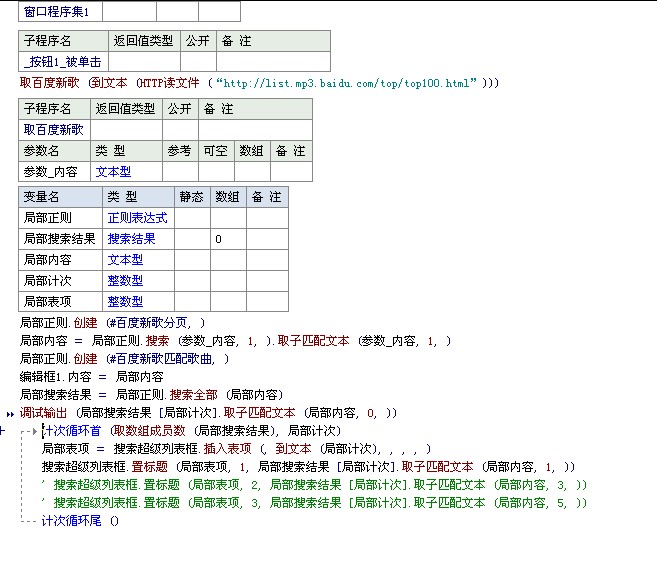 窗口程序集1
子程序名 返回值类型 公开 备 注
_按钮1_被单击
取百度新歌 (到文本 (HTTP读文件 (“http://list.mp3.baidu.com/top/top100.html”)))
子程序名 返回值类型 公开 备 注
取百度新歌
参数名 类 型 参考 可空 数组 备 注
参数_内容 文本型
变量名 类 型 静态 数组 备 注
局部正则 正则表达式
局部搜索结果 搜索结果 0
局部内容 文本型
局部计次 整数型
局部表项 整数型
局部正则.创建 (#百度新歌分页, )
局部内容 = 局部正则.搜索 (参数_内容, 1, ).取子匹配文本 (参数_内容, 1, )
局部正则.创建 (#百度新歌匹配歌曲, )
编辑框1.内容 = 局部内容
局部搜索结果 = 局部正则.搜索全部 (局部内容)
调试输出 (局部搜索结果 [局部计次].取子匹配文本 (局部内容, 0, ))
计次循环首 (取数组成员数 (局部搜索结果), 局部计次)
局部表项 = 搜索超级列表框.插入表项 (, 到文本 (局部计次), , , , )
搜索超级列表框.置标题 (局部表项, 1, 局部搜索结果 [局部计次].取子匹配文本 (局部内容, 1, ))
' 搜索超级列表框.置标题 (局部表项, 2, 局部搜索结果 [局部计次].取子匹配文本 (局部内容, 3, ))
' 搜索超级列表框.置标题 (局部表项, 3, 局部搜索结果 [局部计次].取子匹配文本 (局部内容, 5, ))
计次循环尾 ()